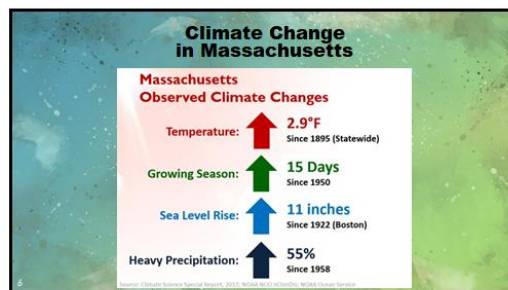 Climate Change
in Massachusetts
Massachusetts
Observed Climate Changes
Temperature:
2.9°F
Since 1895 (Statewide)
Growing Season:
15 Days
Since 1950
Sea Level Rise:
11 inches
Since 1922 (Boston)
Heavy Precipitation:
55%
Since 1958
6
Source: Climate Science Special Report, 2017; NOAA NCEI nClimDiv; NOAA Ocean Service